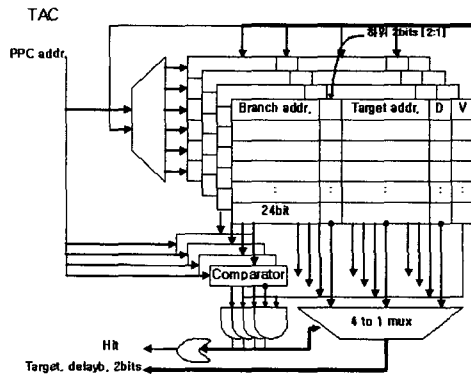 TAC
PPC addr.
하위 2bits [2:1]
Branch addr.
Target addr.
D
V
:
:
:
:
:
24bit
Comparator
4 to 1 mux
Hit
Target, delayb, 2bits